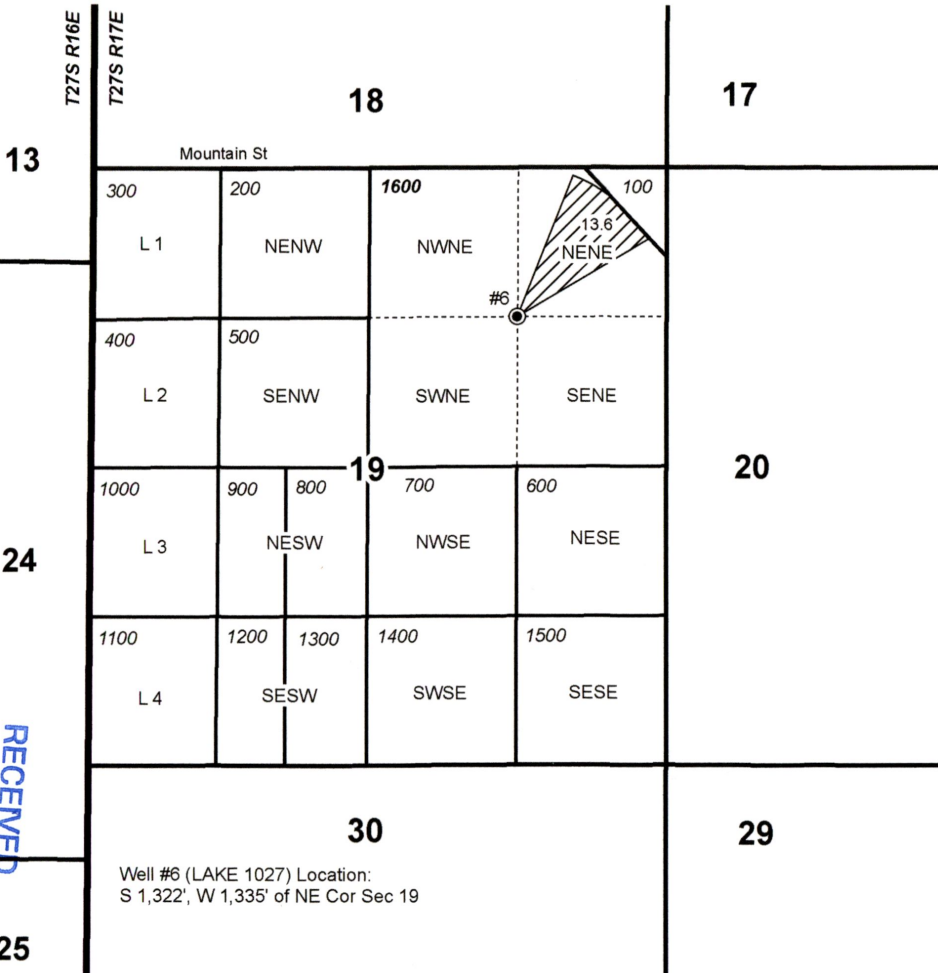 T27S R16E
T27S R17E
18
17
13
Mountain St
300
200
1600
100
L 1
NENW
NWNE
13.6
NENE
#6
400
500
L 2
SENW
SWNE
SENE
19
20
1000
900
800
700
600
24
L 3
NESW
NWSE
NESE
1100
1200
1300
1400
1500
L 4
SESW
SWSE
SESE
RECEIVED
30
29
Well #6 (LAKE 1027) Location:
S 1,322', W 1,335' of NE Cor Sec 19
25